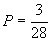 P = 3/28